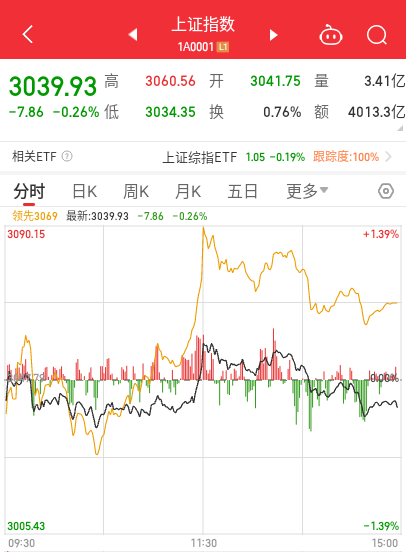 上证指数
1A0001 L1
3039.93 高 3060.56 开 3041.75 量 3.41亿
-7.86 -0.26% 低 3034.35 换 0.76% 额 4013.3亿
相关ETF ? 上证综指ETF 1.05 -0.19% 跟踪度:100%
分时 日K 周K 月K 五日 更多
领先3069 最新:3039.93 -7.86 -0.26%
3090.15 +1.39%
0.00%
3005.43 -1.39%
09:30 11:30 15:00